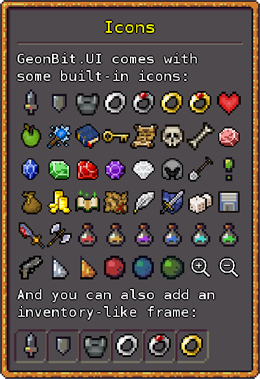 Icons
GeonBit.UI comes with
some built-in icons:
And you can also add an
inventory-like frame: